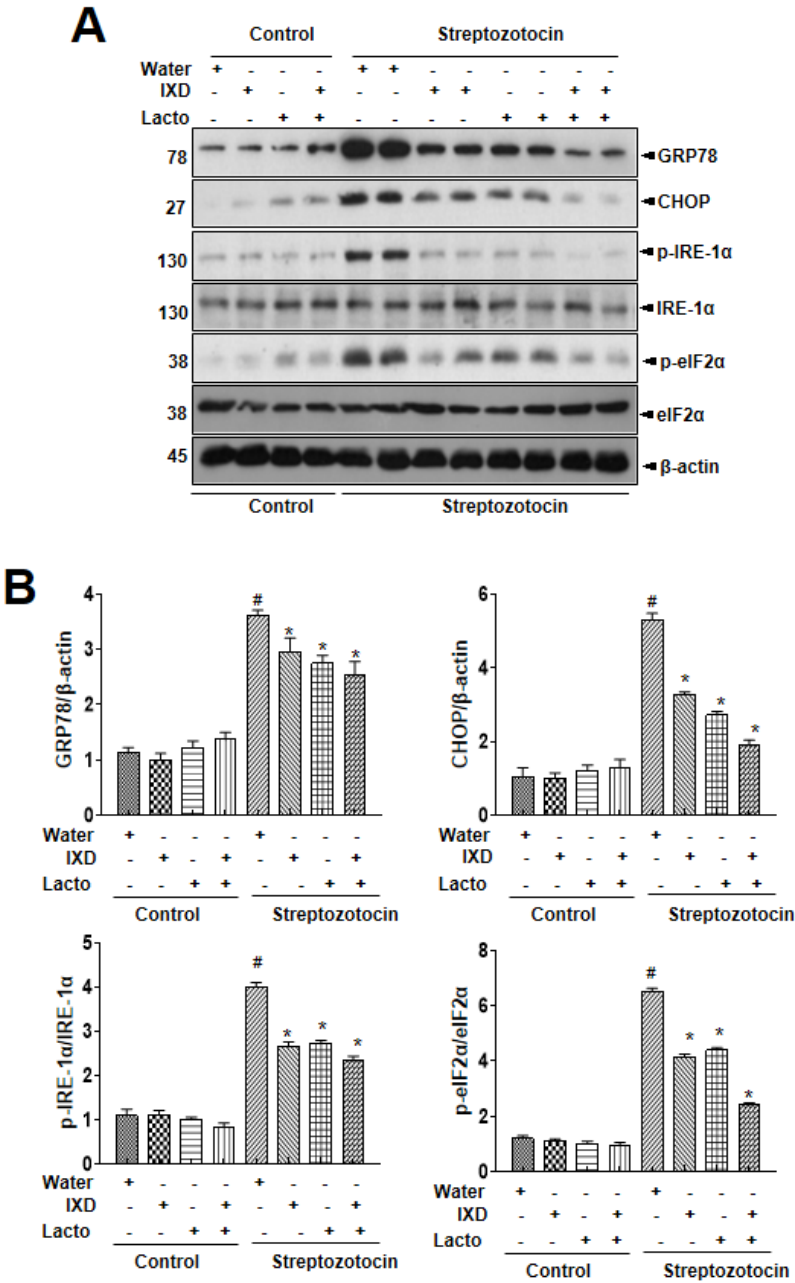 A
Control Streptozotocin
Water + - - - + + - - - - - -
IXD - + - + - - + + - - + +
Lacto - - + + - - - - + + + +
78 GRP78
27 CHOP
130 p-IRE-1α
130 IRE-1α
38 p-eIF2α
38 eIF2α
45 β-actin
Control Streptozotocin
B
GRP78/β-actin
4
3
2
1
0
# * * *
Water + - - - + - - -
IXD - + - + - + - +
Lacto - - + + - - + +
Control Streptozotocin
CHOP/β-actin
6
4
2
0
# * * *
Water + - - - + - - -
IXD - + - + - + - +
Lacto - - + + - - + +
Control Streptozotocin
p-IRE-1α/IRE-1α
5
4
3
2
1
0
# * * *
Water + - - - + - - -
IXD - + - + - + - +
Lacto - - + + - - + +
Control Streptozotocin
p-eIF2α/eIF2α
8
6
4
2
0
# * * *
Water + - - - + - - -
IXD - + - + - + - +
Lacto - - + + - - + +
Control Streptozotocin